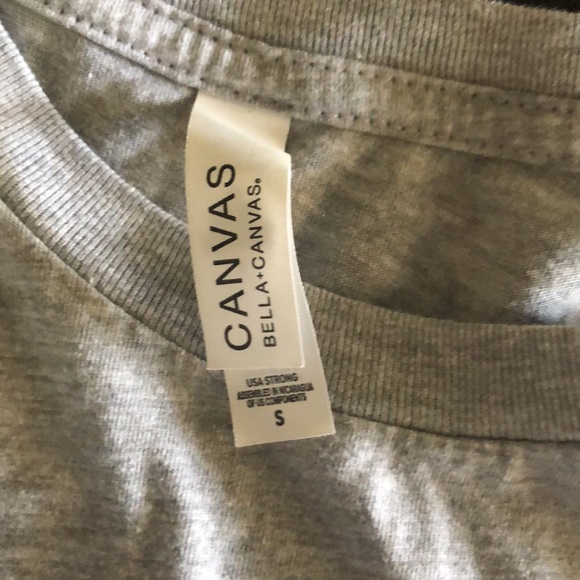 CANVAS
BELLA+CANVAS®
USA STRONG
ASSEMBLED IN NICARAGUA
OF US COMPONENTS
S